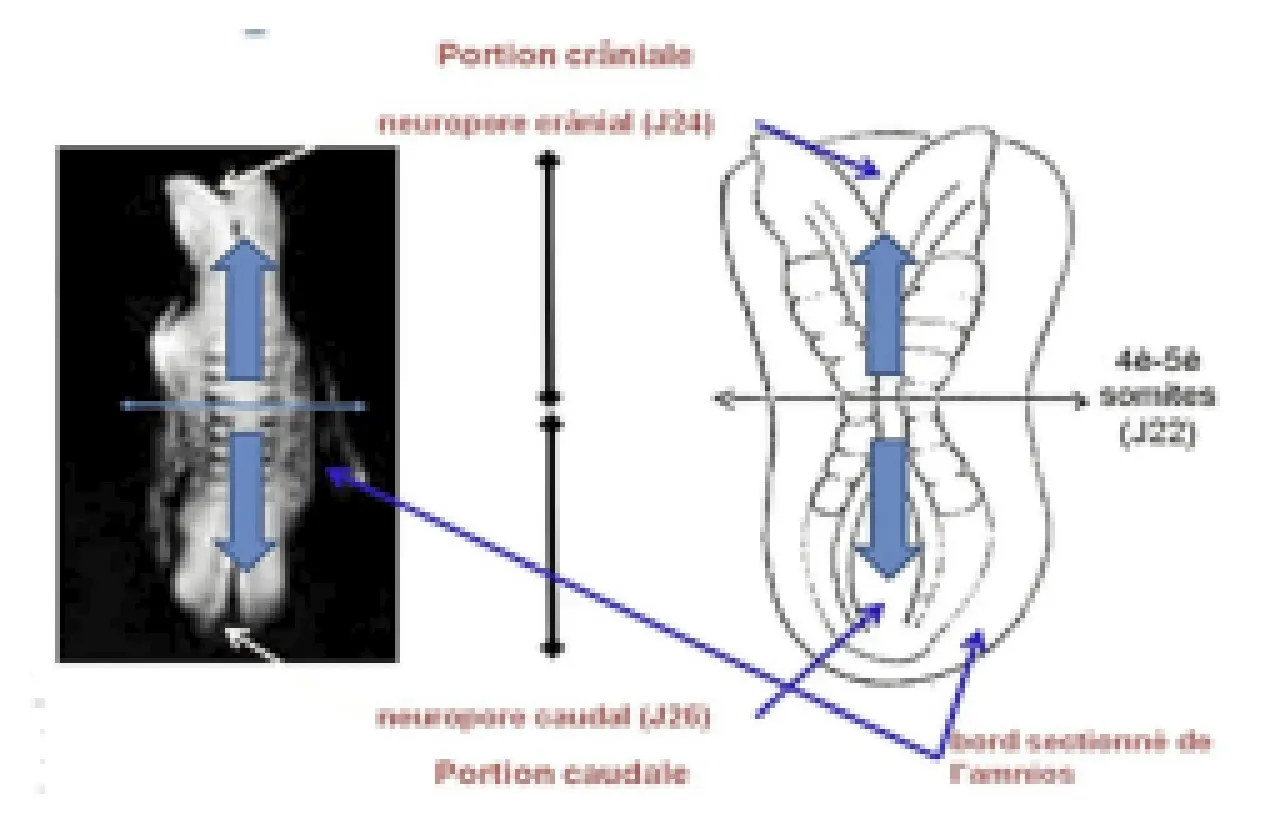 Portion crâniale
neuropore crânial (J24)
4è-5è
somites
(J22)
neuropore caudal (J26)
Portion caudale
bord sectionné de
l'amnios